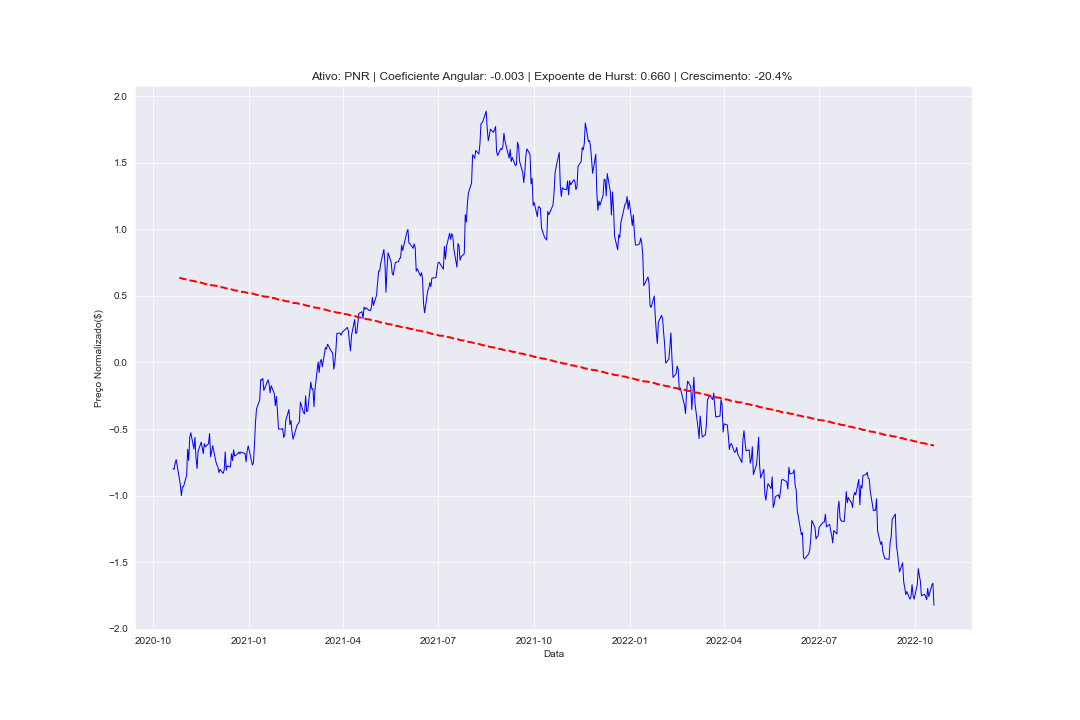 Ativo: PNR | Coeficiente Angular: -0.003 | Expoente de Hurst: 0.660 | Crescimento: -20.4%
2.0
1.5
1.0
0.5
0.0
−0.5
−1.0
−1.5
−2.0
Preço Normalizado($)
2020-10 2021-01 2021-04 2021-07 2021-10 2022-01 2022-04 2022-07 2022-10
Data